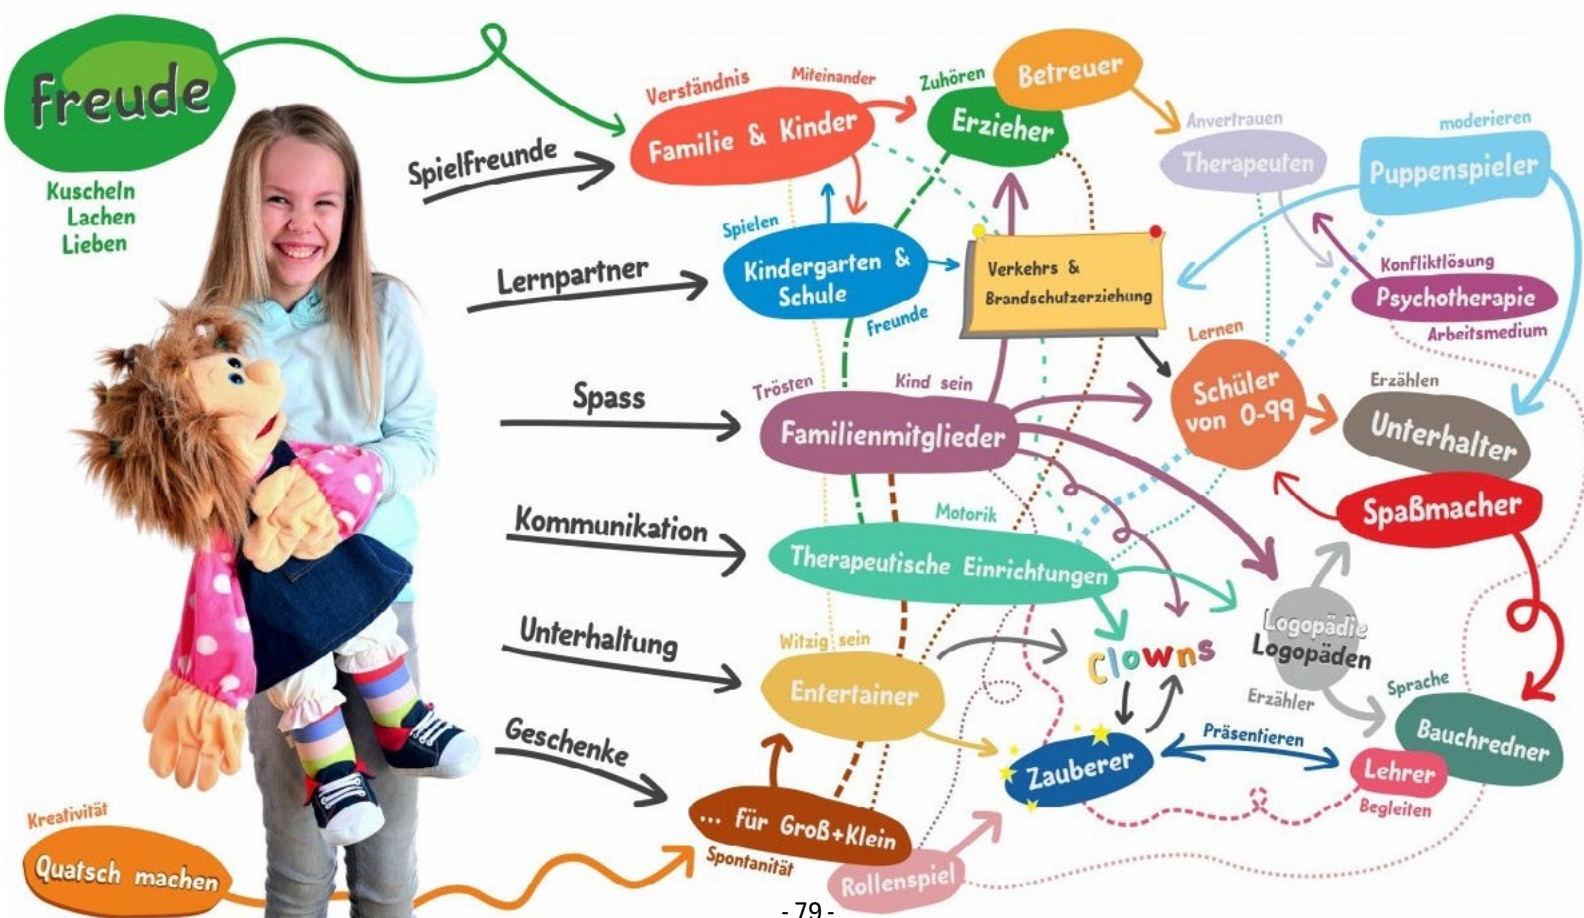 freude
Kuscheln
Lachen
Lieben
Spielfreunde
Lernpartner
Spass
Kommunikation
Unterhaltung
Geschenke
Kreativität
Quatsch machen
Verständnis
Miteinander
Familie & Kinder
Zuhören
Erzieher
Betreuer
Anvertrauen
Therapeuten
moderieren
Puppenspieler
Spielen
Kindergarten &
Schule
Freunde
Verkehrs &
Brandschutzerziehung
Konfliktlösung
Psychotherapie
Arbeitsmedium
Lernen
Schüler
von 0-99
Erzählen
Unterhalter
Trösten
Kind sein
Familienmitglieder
Spaßmacher
Motorik
Therapeutische Einrichtungen
Clowns
Logopädie
Logopäden
Erzähler
Witzig sein
Entertainer
Sprache
Bauchredner
Zauberer
Präsentieren
Lehrer
Begleiten
... für Groß+Klein
Spontanität
Rollenspiel
- 79 -